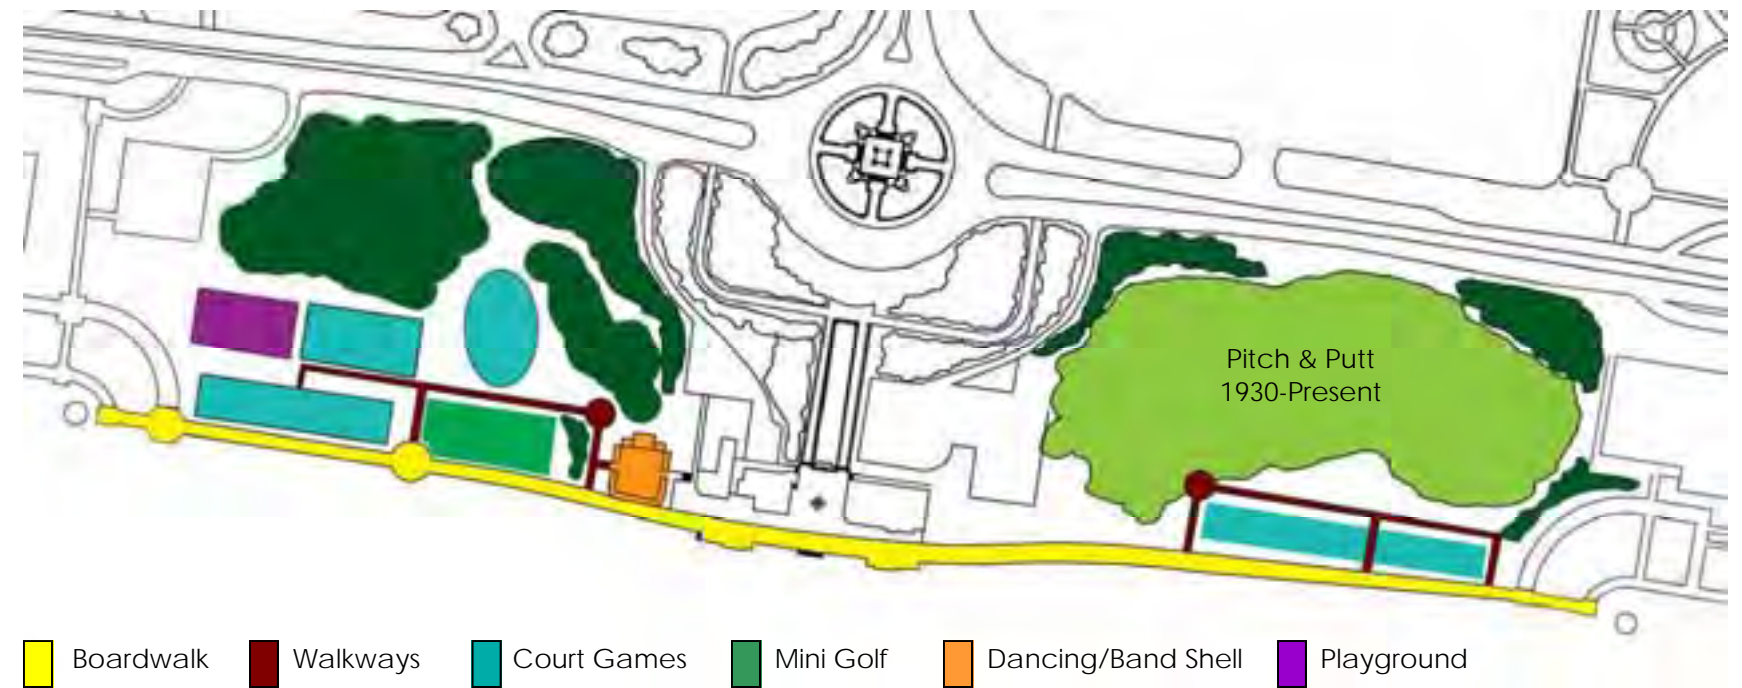 Pitch & Putt
1930-Present
Boardwalk
Walkways
Court Games
Mini Golf
Dancing/Band Shell
Playground